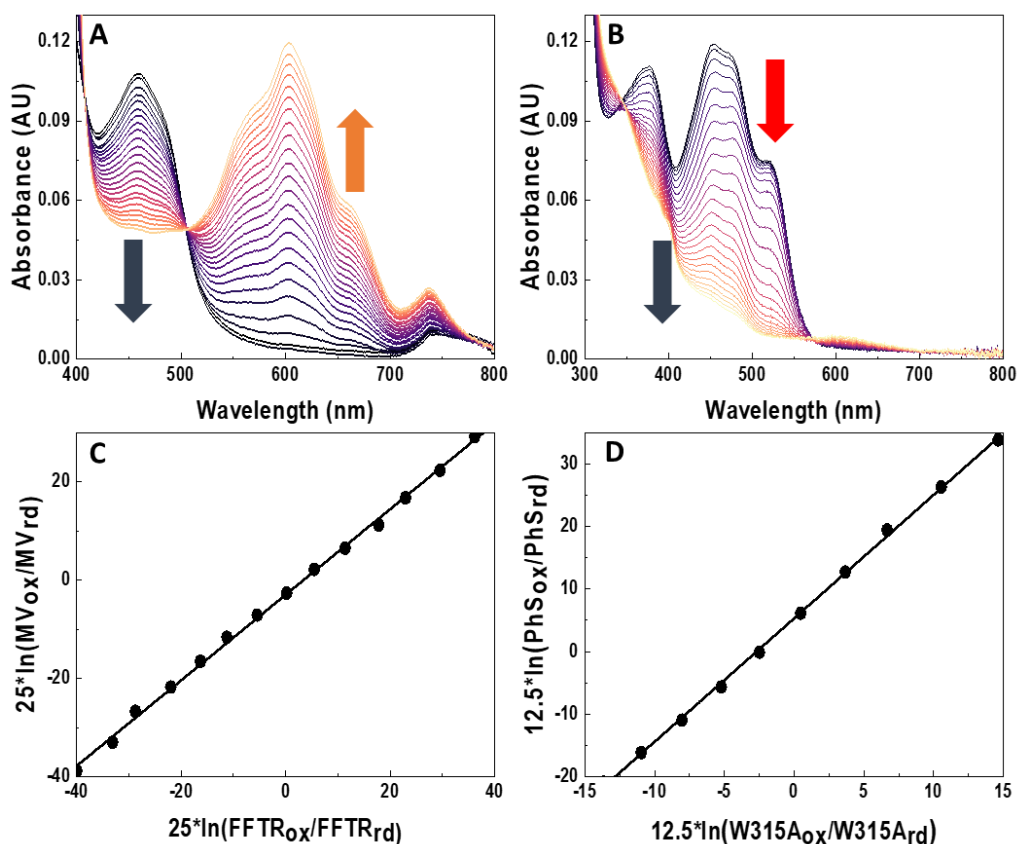 A
Absorbance (AU)
0.12
0.09
0.06
0.03
0.00
400 500 600 700 800
Wavelength (nm)
B
Absorbance (AU)
0.12
0.09
0.06
0.03
0.00
300 400 500 600 700 800
Wavelength (nm)
C
25*ln(MVox/MVrd)
20
0
-20
-40
-40 -20 0 20 40
25*ln(FFTRox/FFTRrd)
D
12.5*ln(PhSox/PhSrd)
30
20
10
0
-10
-20
-15 -10 -5 0 5 10 15
12.5*ln(W315Aox/W315Ard)